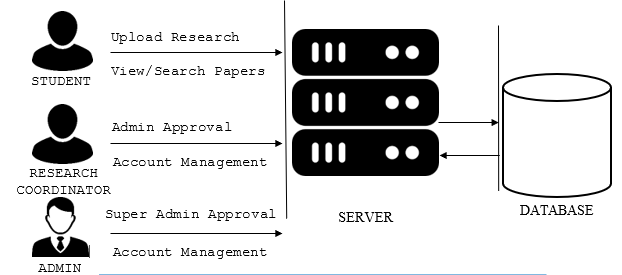 Upload Research
View/Search Papers
STUDENT
Admin Approval
Account Management
RESEARCH
COORDINATOR
Super Admin Approval
Account Management
ADMIN
SERVER
DATABASE